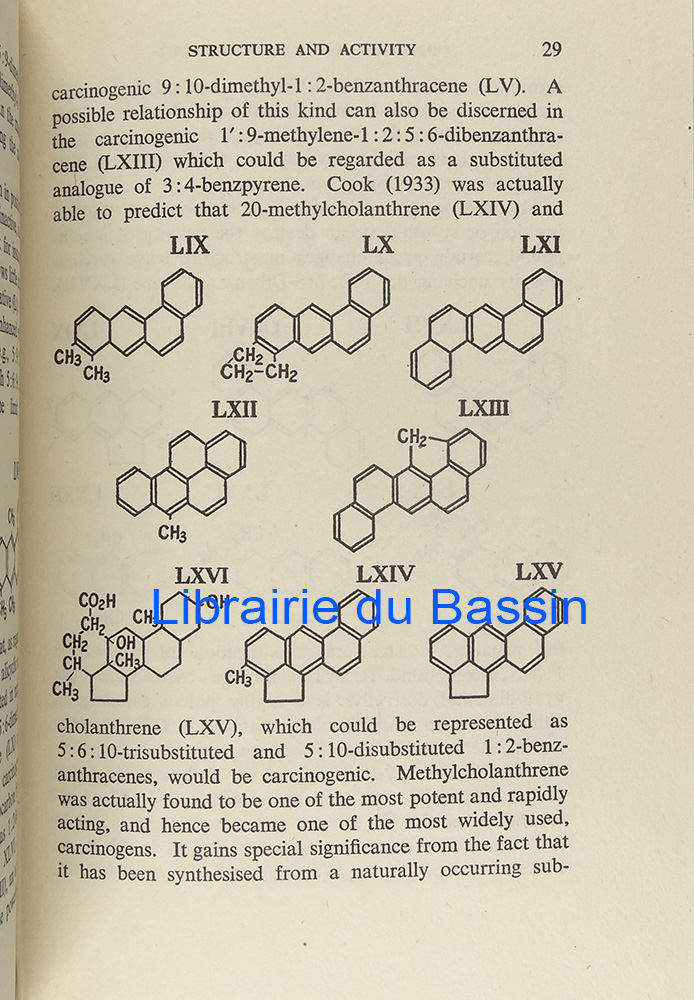 STRUCTURE AND ACTIVITY 29
carcinogenic 9 : 10-dimethyl-1 : 2-benzanthracene (LV). A
possible relationship of this kind can also be discerned in
the carcinogenic 1′ : 9-methylene-1 : 2 : 5 : 6-dibenzanthra-
cene (LXIII) which could be regarded as a substituted
analogue of 3 : 4-benzpyrene. Cook (1933) was actually
able to predict that 20-methylcholanthrene (LXIV) and
LIX LX LXI
CH₃
CH₃
CH₂
CH₂–CH₂
LXII LXIII
CH₂
CH₃
LXVI LXIV LXV
CO₂H
CH₂
CH₃
OH
Librairie du Bassin
CH₂
OH
CH
CH₃
CH₃
CH₃
cholanthrene (LXV), which could be represented as
5 : 6 : 10-trisubstituted and 5 : 10-disubstituted 1 : 2-benz-
anthracenes, would be carcinogenic. Methylcholanthrene
was actually found to be one of the most potent and rapidly
acting, and hence became one of the most widely used,
carcinogens. It gains special significance from the fact that
it has been synthesised from a naturally occurring sub-